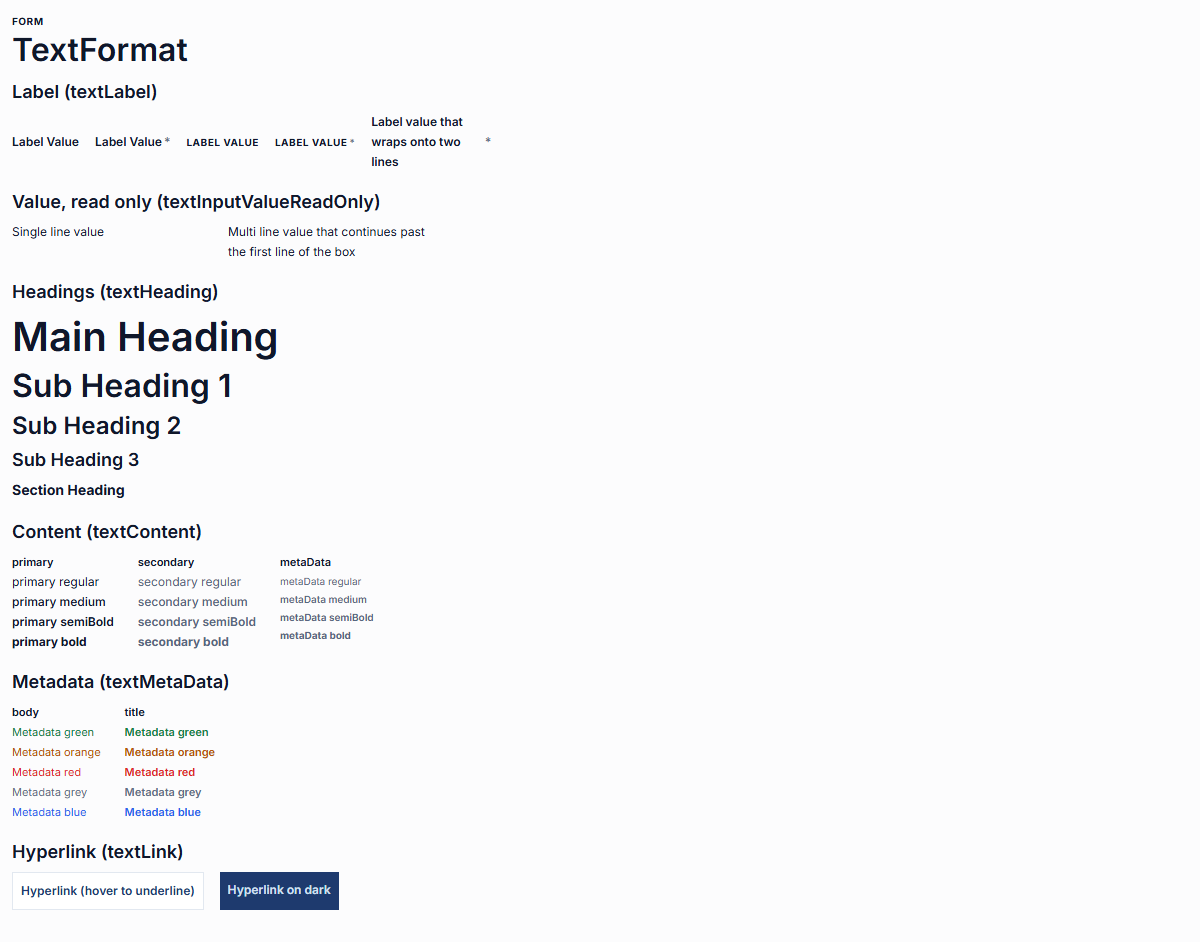 FORM
TextFormat
Label (textLabel)
Label Value
Label Value *
LABEL VALUE
LABEL VALUE *
Label value that
wraps onto two
lines
*
Value, read only (textInputValueReadOnly)
Single line value
Multi line value that continues past
the first line of the box
Headings (textHeading)
Main Heading
Sub Heading 1
Sub Heading 2
Sub Heading 3
Section Heading
Content (textContent)
primary
primary regular
primary medium
primary semiBold
primary bold
secondary
secondary regular
secondary medium
secondary semiBold
secondary bold
metaData
metaData regular
metaData medium
metaData semiBold
metaData bold
Metadata (textMetaData)
body
Metadata green
Metadata orange
Metadata red
Metadata grey
Metadata blue
title
Metadata green
Metadata orange
Metadata red
Metadata grey
Metadata blue
Hyperlink (textLink)
Hyperlink (hover to underline)
Hyperlink on dark